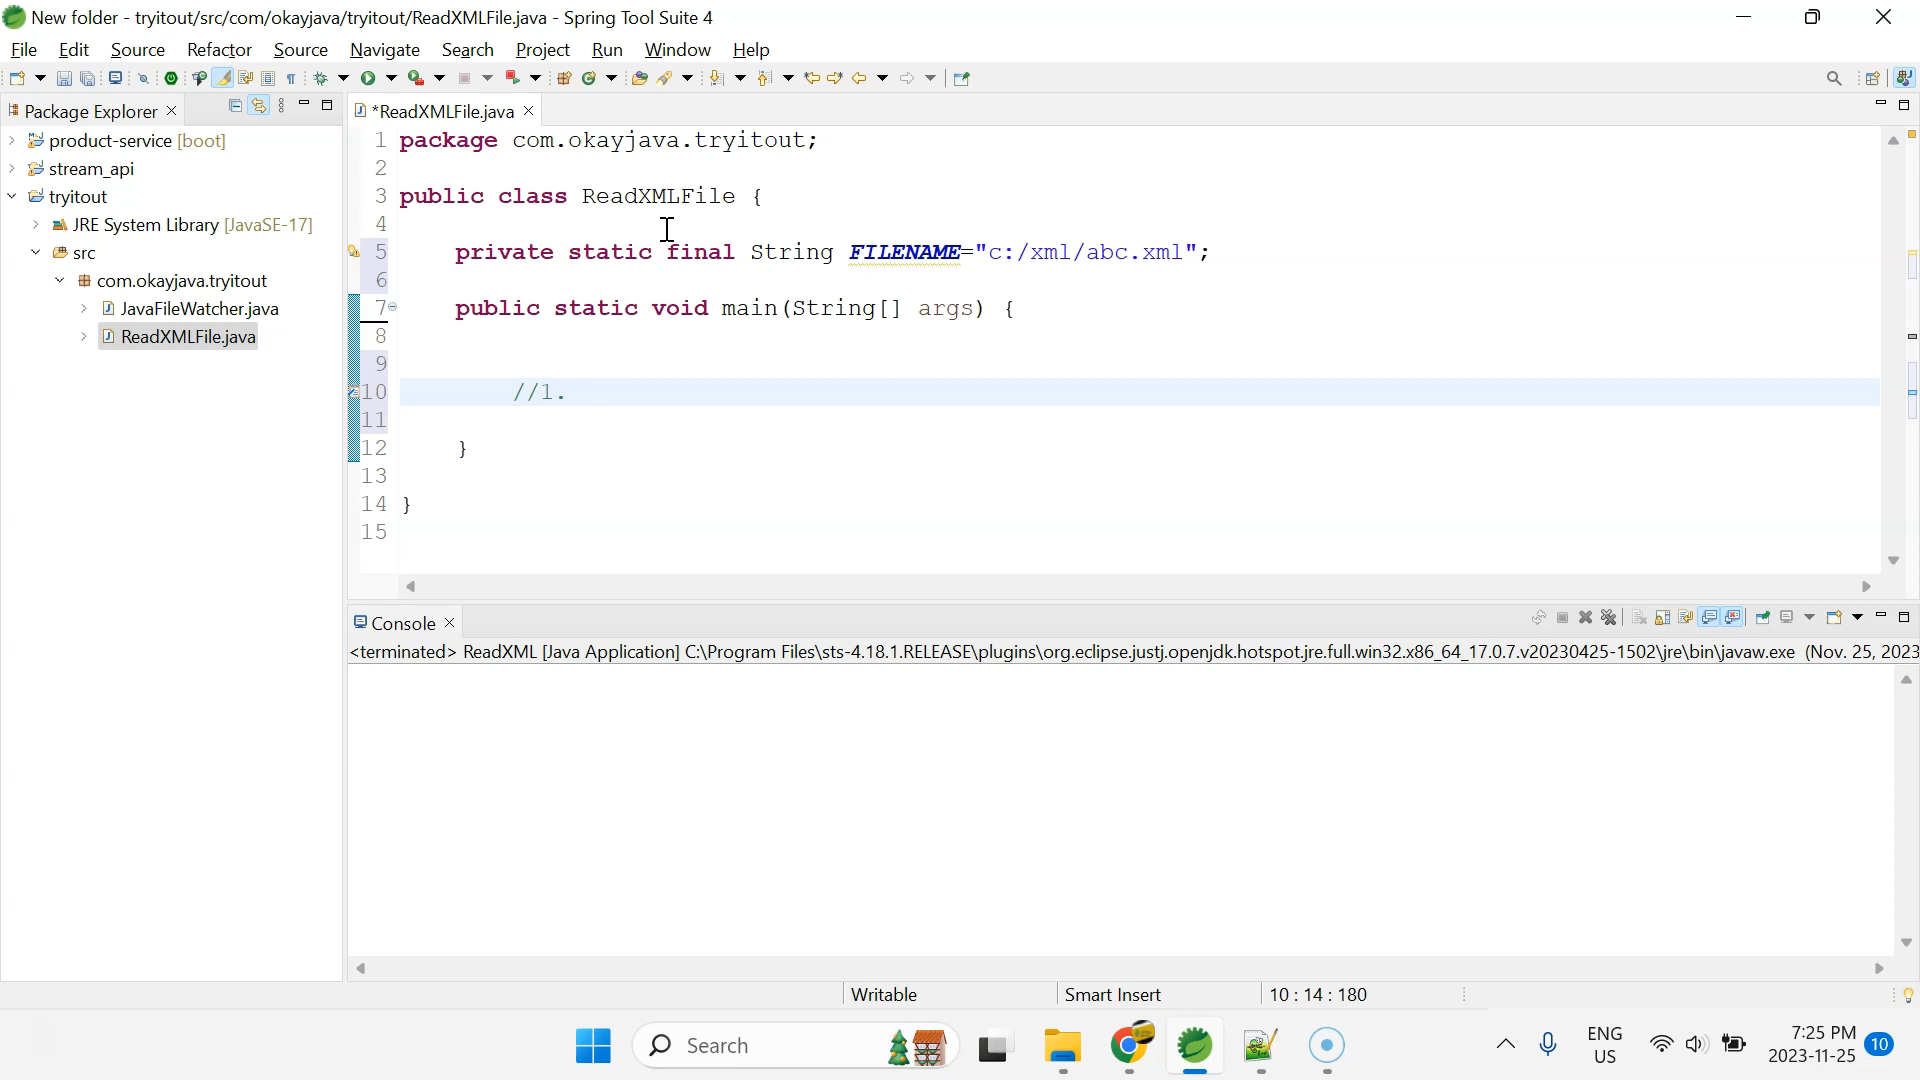 New folder - tryitout/src/com/okayjava/tryitout/ReadXMLFile.java - Spring Tool Suite 4
File Edit Source Refactor Source Navigate Search Project Run Window Help
Package Explorer
*ReadXMLFile.java
product-service [boot]
stream_api
tryitout
JRE System Library [JavaSE-17]
src
com.okayjava.tryitout
JavaFileWatcher.java
ReadXMLFile.java
1 package com.okayjava.tryitout;
2
3 public class ReadXMLFile {
4
5 private static final String FILENAME="c:/xml/abc.xml";
6
7 public static void main(String[] args) {
8
9
10 //1.
11
12 }
13
14 }
15
Console
<terminated> ReadXML [Java Application] C:\Program Files\sts-4.18.1.RELEASE\plugins\org.eclipse.justj.openjdk.hotspot.jre.full.win32.x86_64_17.0.7.v20230425-1502\jre\bin\javaw.exe (Nov. 25, 2023
Writable Smart Insert 10 : 14 : 180
Search
ENG
US
7:25 PM
2023-11-25
10